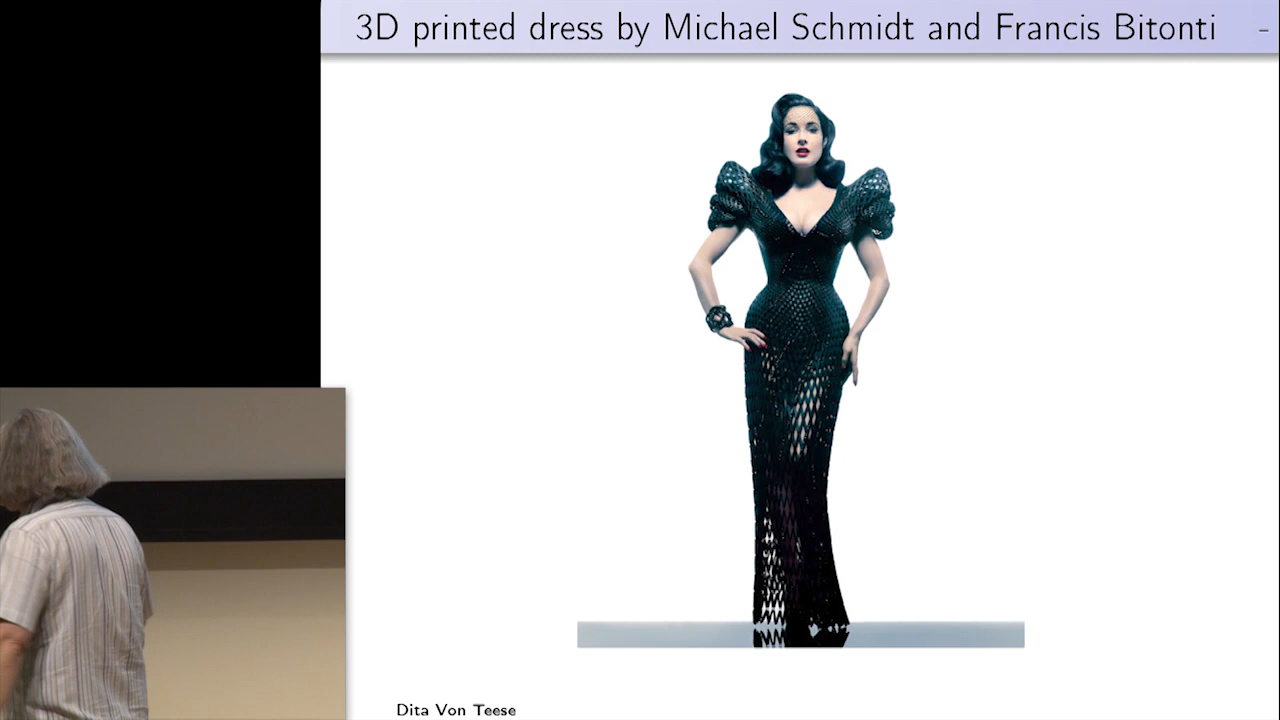 3D printed dress by Michael Schmidt and Francis Bitonti
Dita Von Teese